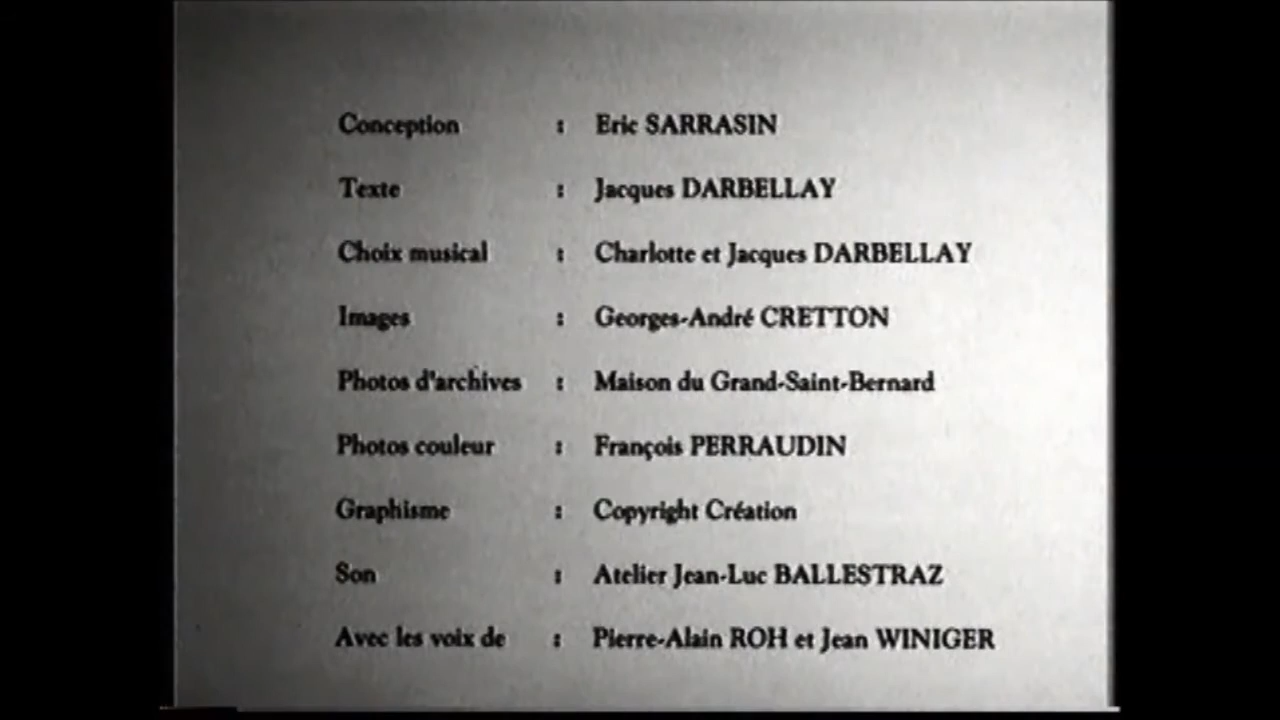 Conception : Eric SARRASIN
Texte : Jacques DARBELLAY
Choix musical : Charlotte et Jacques DARBELLAY
Images : Georges-André CRETTON
Photos d'archives : Maison du Grand-Saint-Bernard
Photos couleur : François PERRAUDIN
Graphisme : Copyright Création
Son : Atelier Jean-Luc BALLESTRAZ
Avec les voix de : Pierre-Alain ROH et Jean WINIGER